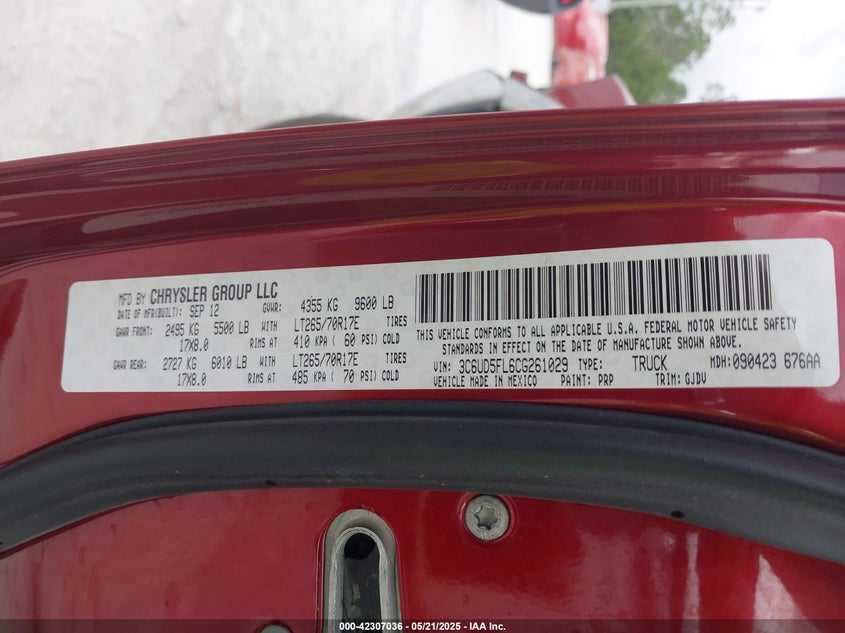 MFD BY CHRYSLER GROUP LLC
DATE OF MFR(BUILT): SEP 12 GVWR: 4355 KG 9600 LB
GAWR FRONT: 2495 KG 5500 LB WITH LT265/70R17E TIRES
17X8.0 RIMS AT 410 KPA ( 60 PSI) COLD
GAWR REAR: 2727 KG 6010 LB WITH LT265/70R17E TIRES
17X8.0 RIMS AT 485 KPA ( 70 PSI) COLD
THIS VEHICLE CONFORMS TO ALL APPLICABLE U.S.A. FEDERAL MOTOR VEHICLE SAFETY
STANDARDS IN EFFECT ON THE DATE OF MANUFACTURE SHOWN ABOVE.
VIN: 3C6UD5FL6CG261029 TYPE: TRUCK MDH:090423 676AA
VEHICLE MADE IN MEXICO PAINT: PRP TRIM: GJDV
000-42307036 - 05/21/2025 - IAA Inc.